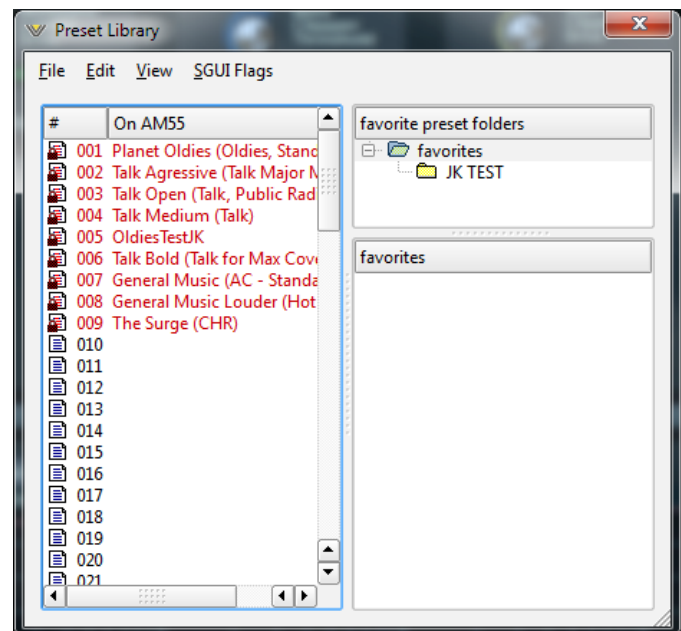 Preset Library
File Edit View SGUI Flags
# On AM55
001 Planet Oldies (Oldies, Stand
002 Talk Agressive (Talk Major
003 Talk Open (Talk, Public Rad
004 Talk Medium (Talk)
005 OldiesTestJK
006 Talk Bold (Talk for Max Cov
007 General Music (AC - Standa
008 General Music Louder (Hot
009 The Surge (CHR)
010
011
012
013
014
015
016
017
018
019
020
021
favorite preset folders
favorites
JK TEST
favorites